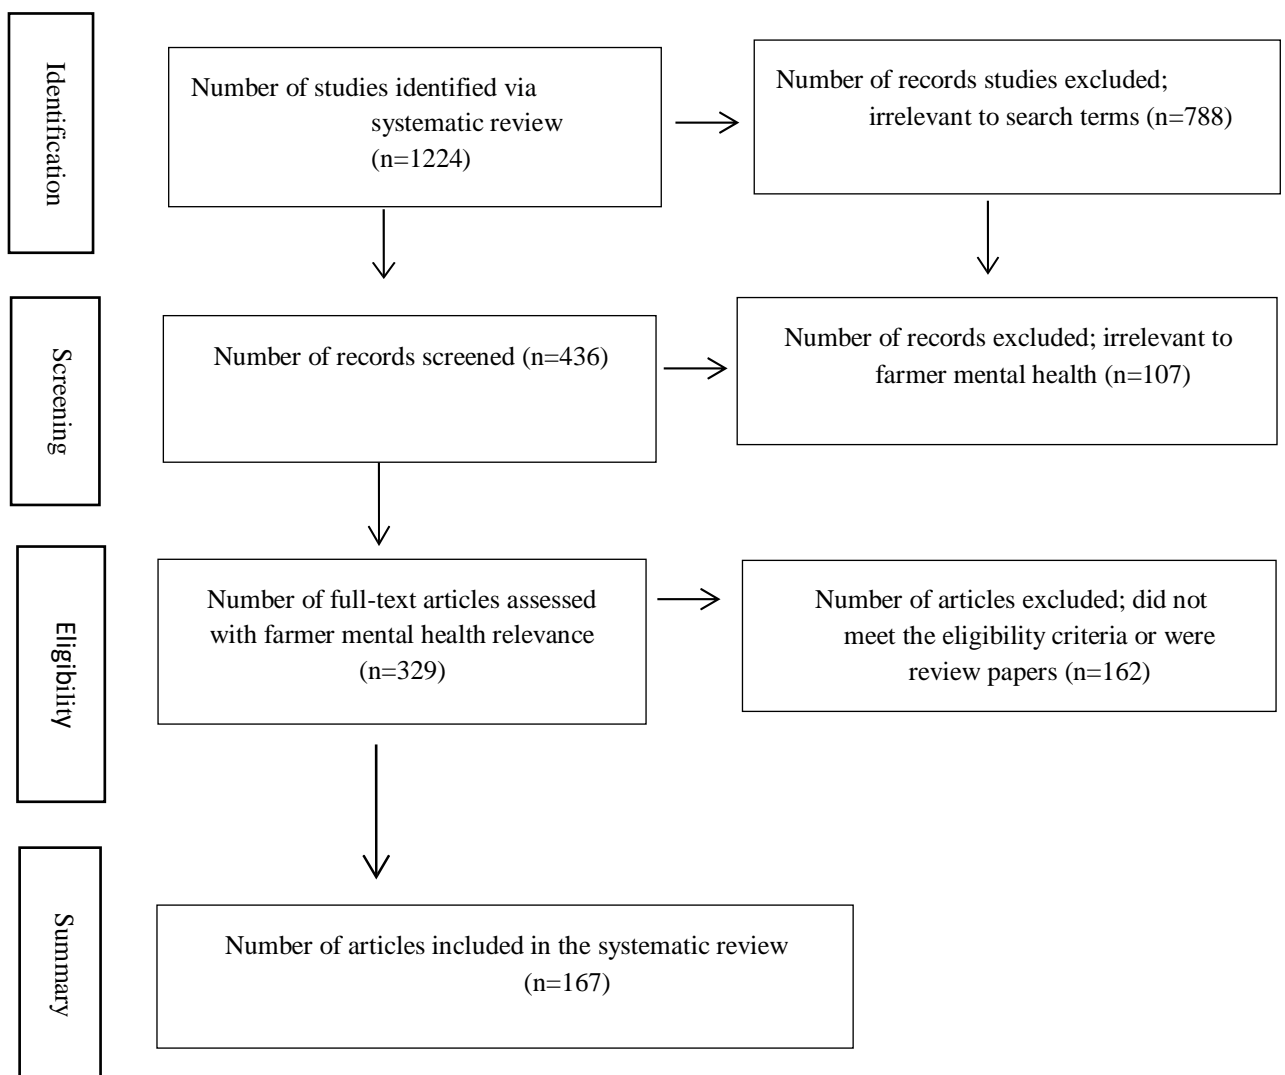 Identification
Number of studies identified via
systematic review
(n=1224)
Number of records studies excluded;
irrelevant to search terms (n=788)
Screening
Number of records screened (n=436)
Number of records excluded; irrelevant to
farmer mental health (n=107)
Eligibility
Number of full-text articles assessed
with farmer mental health relevance
(n=329)
Number of articles excluded; did not
meet the eligibility criteria or were
review papers (n=162)
Summary
Number of articles included in the systematic review
(n=167)